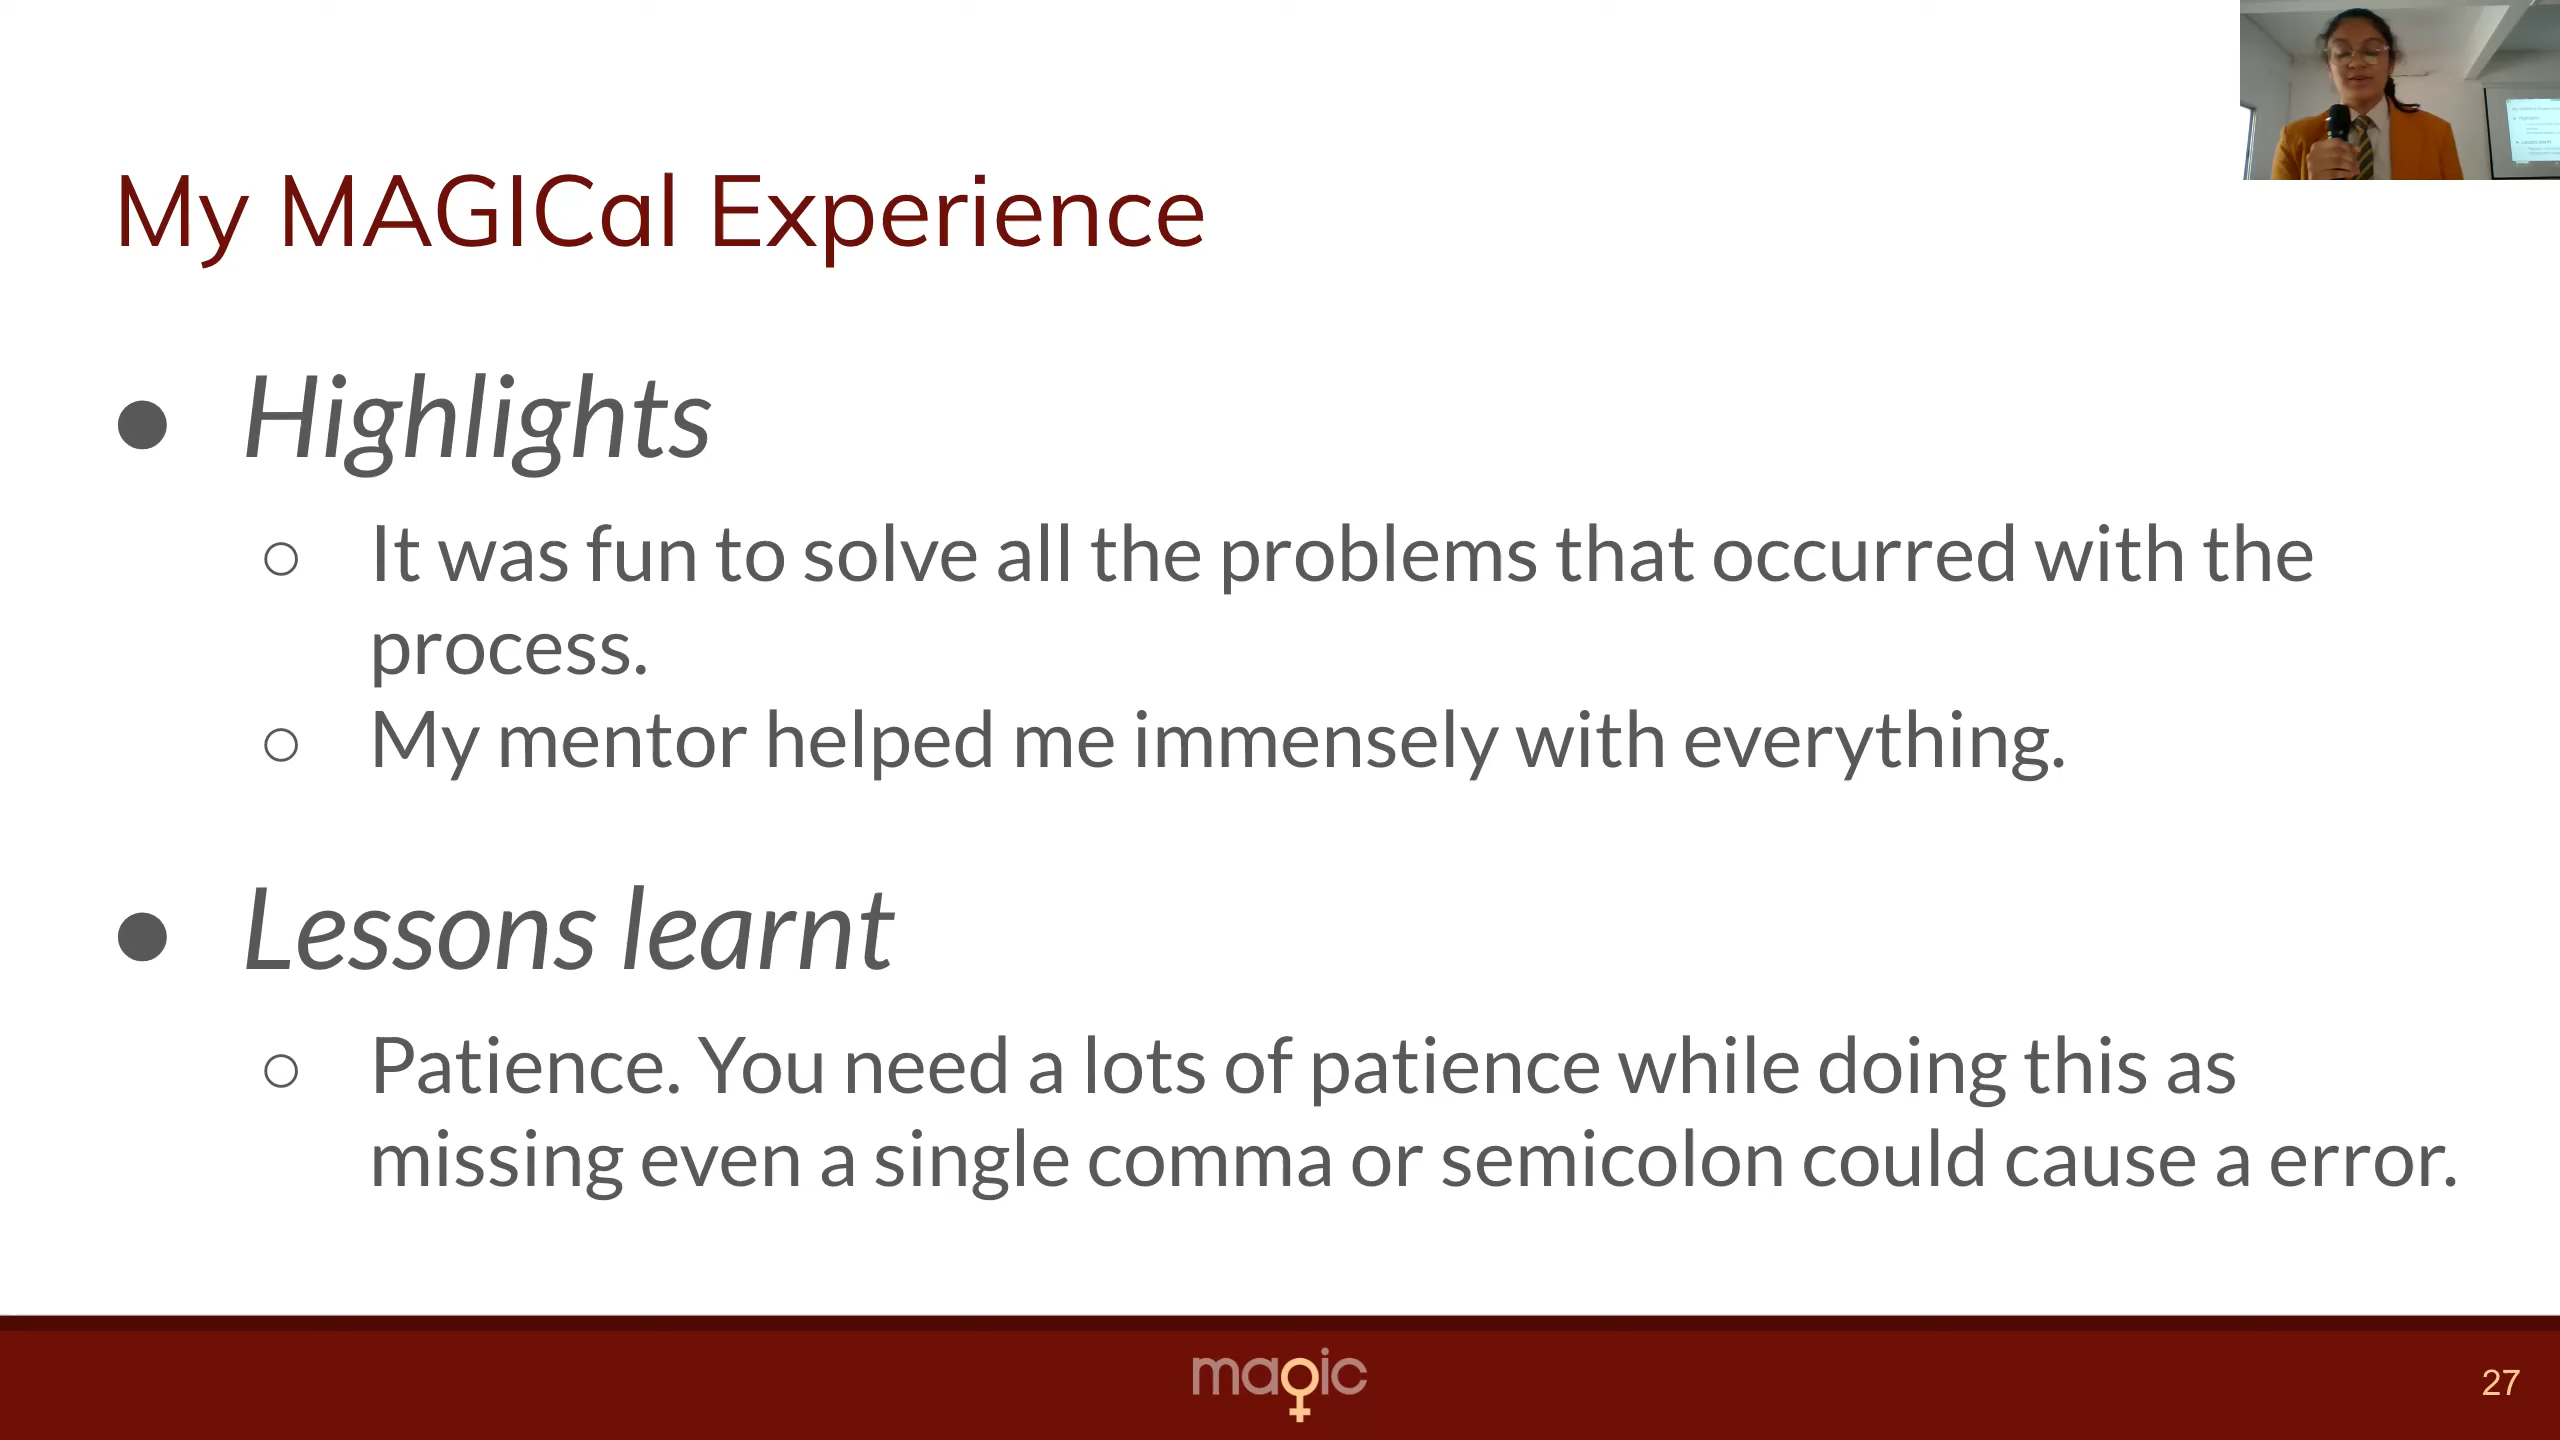 My MAGICal Experience
● Highlights
○ It was fun to solve all the problems that occurred with the
process.
○ My mentor helped me immensely with everything.
● Lessons learnt
○ Patience. You need a lots of patience while doing this as
missing even a single comma or semicolon could cause a error.
magic
27